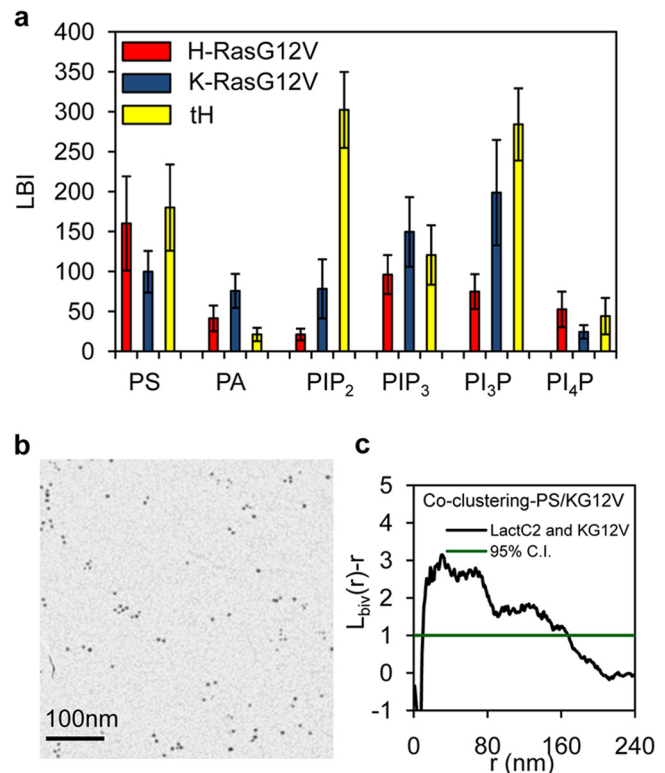 a
400
350
300
250
200
150
100
50
0
LBI
H-RasG12V
K-RasG12V
tH
PS PA PIP₂ PIP₃ PI₃P PI₄P
b
100nm
c
5
4
3
2
1
0
-1
L_biv(r)-r
Co-clustering-PS/KG12V
LactC2 and KG12V
95% C.I.
0 80 160 240
r (nm)